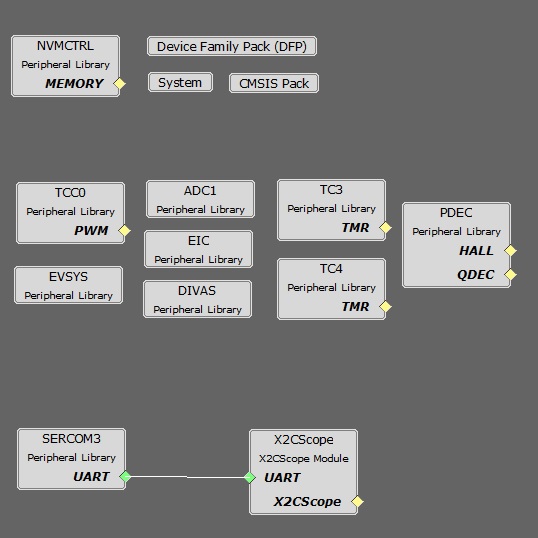 NVMCTRL
Peripheral Library
MEMORY
Device Family Pack (DFP)
System
CMSIS Pack
TCC0
Peripheral Library
PWM
ADC1
Peripheral Library
TC3
Peripheral Library
TMR
PDEC
Peripheral Library
HALL
QDEC
EIC
Peripheral Library
EVSYS
Peripheral Library
DIVAS
Peripheral Library
TC4
Peripheral Library
TMR
SERCOM3
Peripheral Library
UART
X2CScope
X2CScope Module
UART
X2CScope